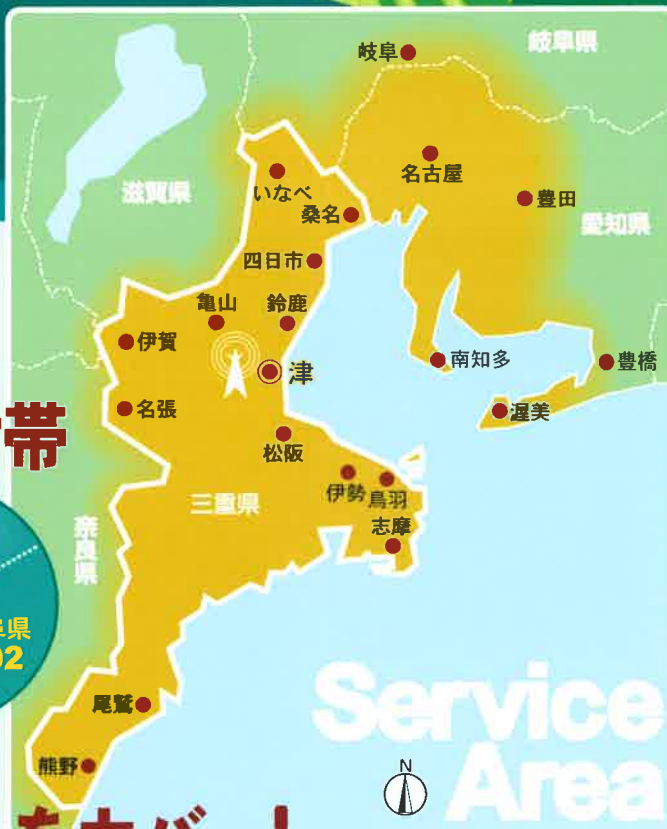 岐阜
岐阜県
名古屋
いなべ
滋賀県
豊田
桑名
愛知県
四日市
亀山
鈴鹿
伊賀
南知多
豊橋
津
名張
渥美
帯
松阪
伊勢
鳥羽
三重県
志摩
奈良県
県
02
尾鷲
Service
Area
熊野
N